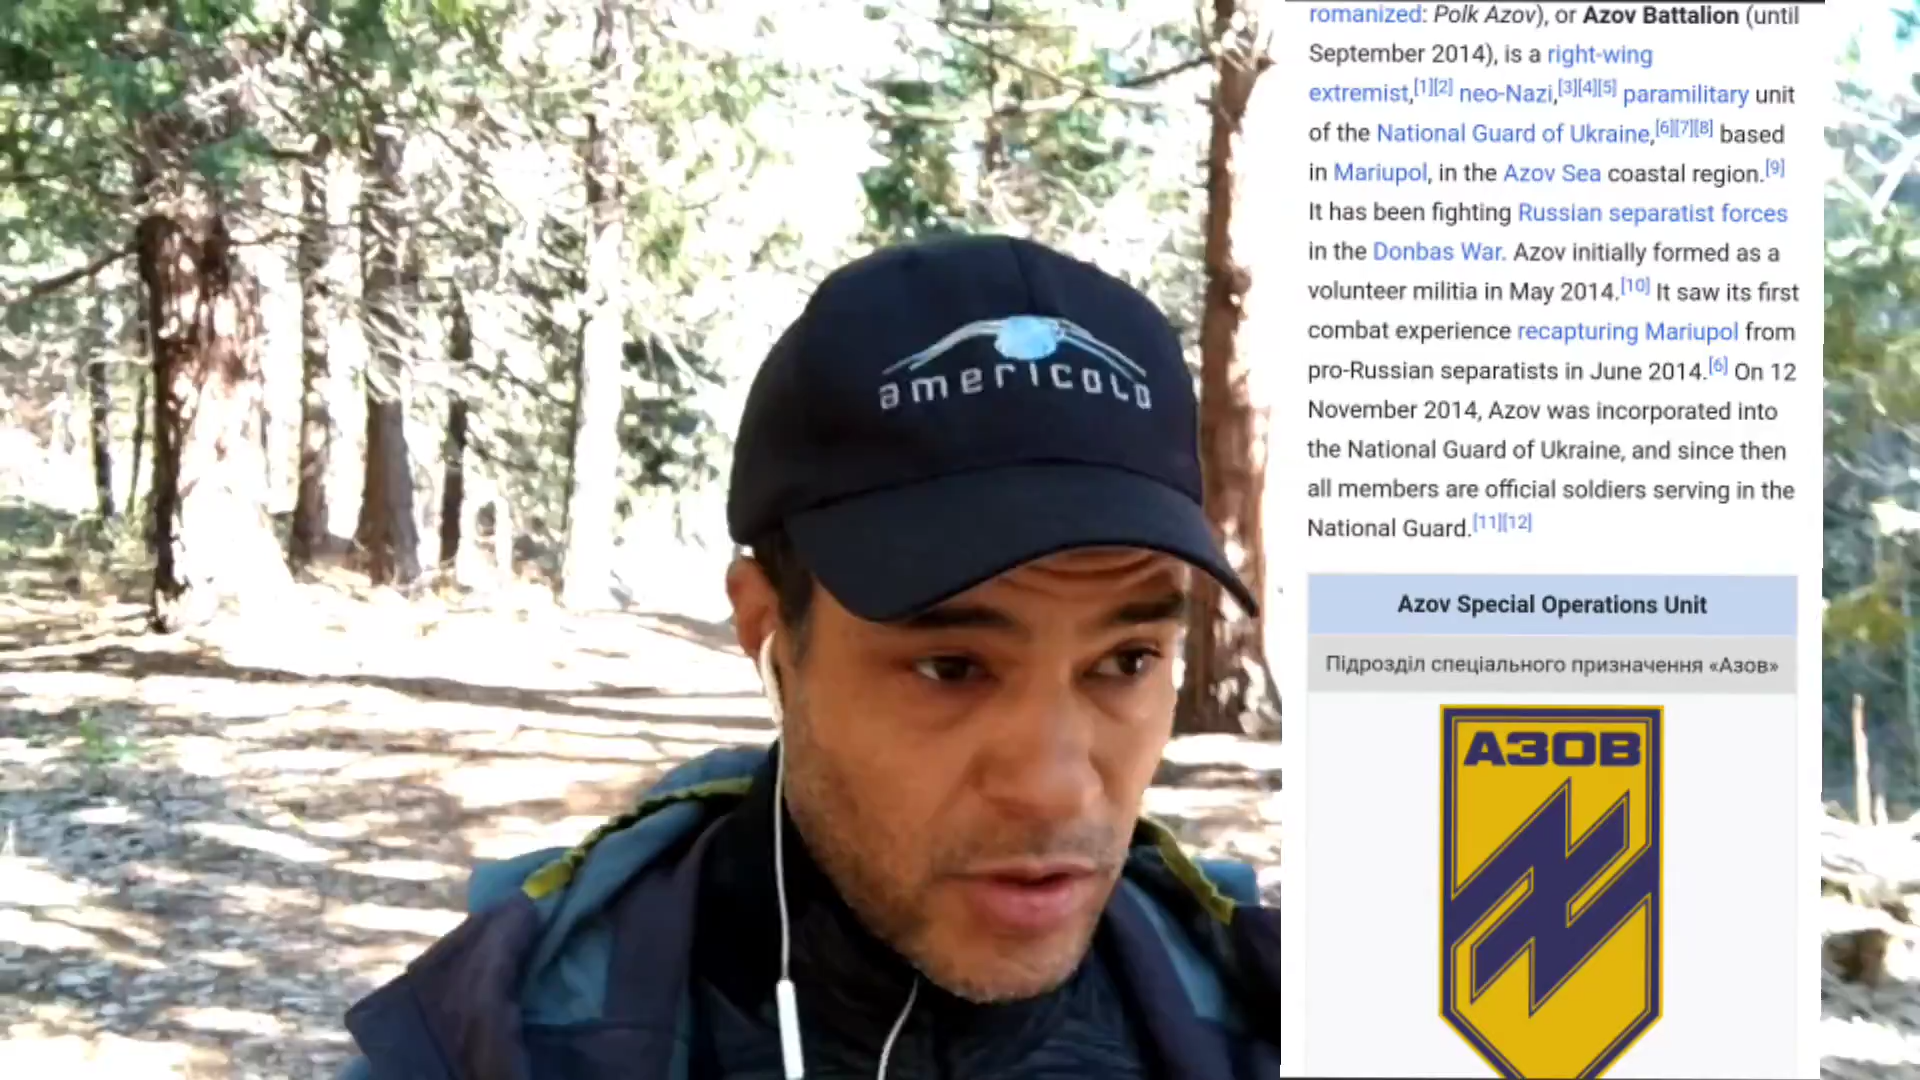 americold
romanized: Polk Azov), or Azov Battalion (until
September 2014), is a right-wing
extremist,[1][2] neo-Nazi,[3][4][5] paramilitary unit
of the National Guard of Ukraine,[6][7][8] based
in Mariupol, in the Azov Sea coastal region.[9]
It has been fighting Russian separatist forces
in the Donbas War. Azov initially formed as a
volunteer militia in May 2014.[10] It saw its first
combat experience recapturing Mariupol from
pro-Russian separatists in June 2014.[6] On 12
November 2014, Azov was incorporated into
the National Guard of Ukraine, and since then
all members are official soldiers serving in the
National Guard.[11][12]
Azov Special Operations Unit
Підрозділ спеціального призначення «Азов»
АЗОВ